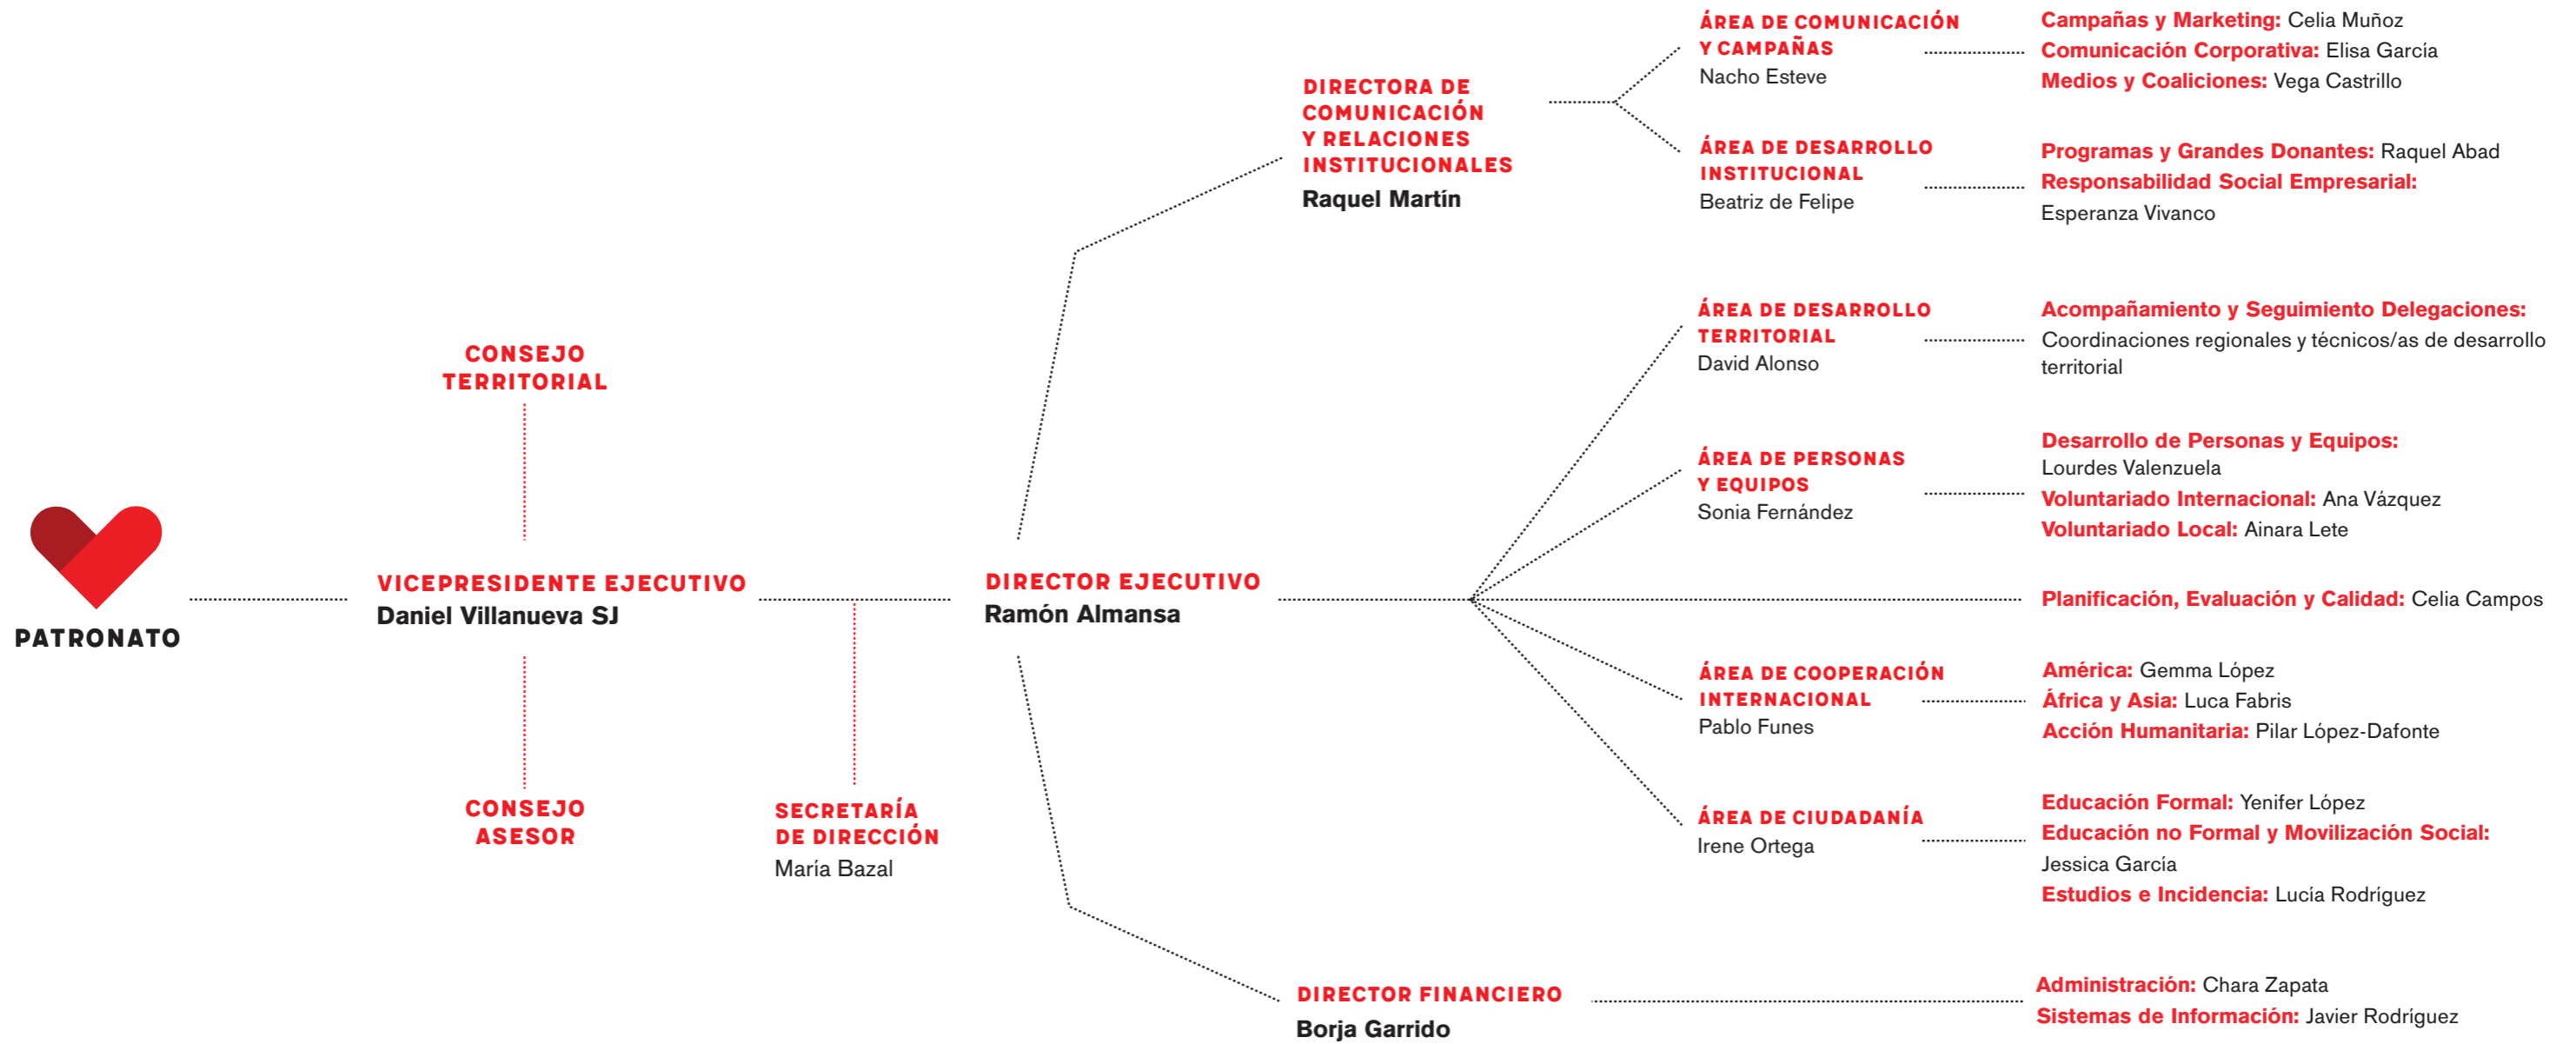 PATRONATO
CONSEJO
TERRITORIAL
VICEPRESIDENTE EJECUTIVO
Daniel Villanueva SJ
CONSEJO
ASESOR
SECRETARÍA
DE DIRECCIÓN
María Bazal
DIRECTOR EJECUTIVO
Ramón Almansa
DIRECTORA DE
COMUNICACIÓN
Y RELACIONES
INSTITUCIONALES
Raquel Martín
ÁREA DE COMUNICACIÓN
Y CAMPAÑAS
Nacho Esteve
Campañas y Marketing: Celia Muñoz
Comunicación Corporativa: Elisa García
Medios y Coaliciones: Vega Castrillo
ÁREA DE DESARROLLO
INSTITUCIONAL
Beatriz de Felipe
Programas y Grandes Donantes: Raquel Abad
Responsabilidad Social Empresarial:
Esperanza Vivanco
ÁREA DE DESARROLLO
TERRITORIAL
David Alonso
Acompañamiento y Seguimiento Delegaciones:
Coordinaciones regionales y técnicos/as de desarrollo
territorial
ÁREA DE PERSONAS
Y EQUIPOS
Sonia Fernández
Desarrollo de Personas y Equipos:
Lourdes Valenzuela
Voluntariado Internacional: Ana Vázquez
Voluntariado Local: Ainara Lete
Planificación, Evaluación y Calidad: Celia Campos
ÁREA DE COOPERACIÓN
INTERNACIONAL
Pablo Funes
América: Gemma López
África y Asia: Luca Fabris
Acción Humanitaria: Pilar López-Dafonte
ÁREA DE CIUDADANÍA
Irene Ortega
Educación Formal: Yenifer López
Educación no Formal y Movilización Social:
Jessica García
Estudios e Incidencia: Lucía Rodríguez
DIRECTOR FINANCIERO
Borja Garrido
Administración: Chara Zapata
Sistemas de Información: Javier Rodríguez